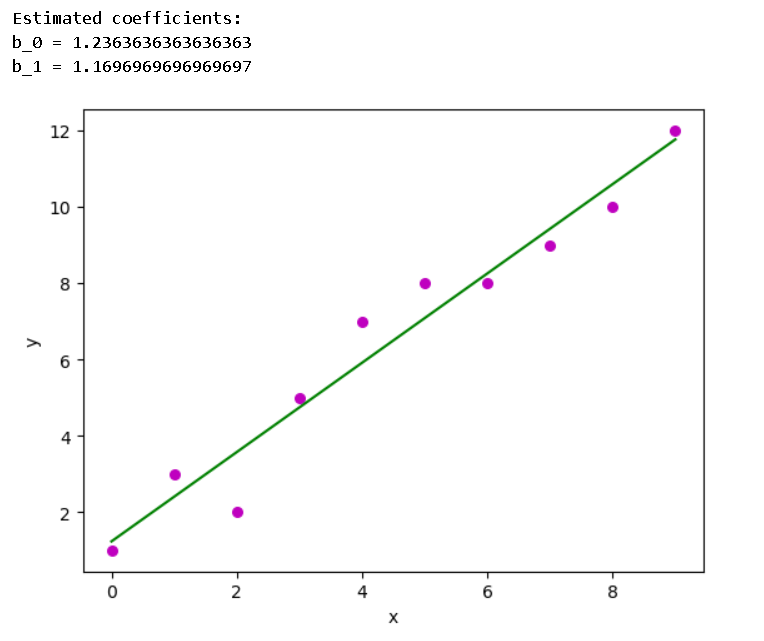 Estimated coefficients:
b_0 = 1.2363636363636363
b_1 = 1.1696969696969697
12
10
8
6
4
2
y
0 2 4 6 8
x